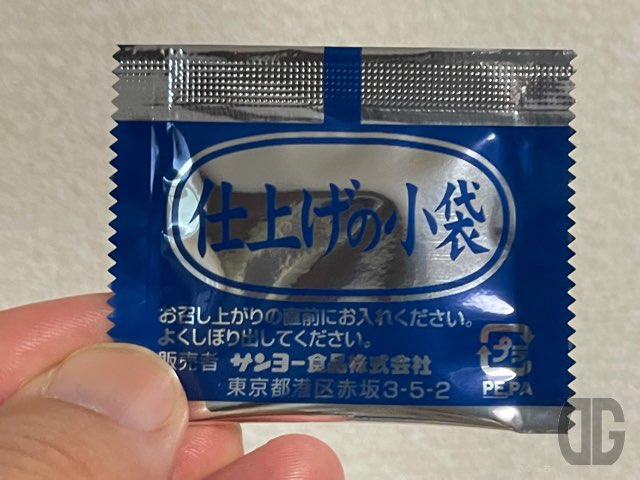 仕上げの小袋
お召し上がりの直前にお入れください。
よくしぼり出してください。
販売者 サンヨー食品株式会社
東京都港区赤坂3-5-2
プラ
PE,PA
DG